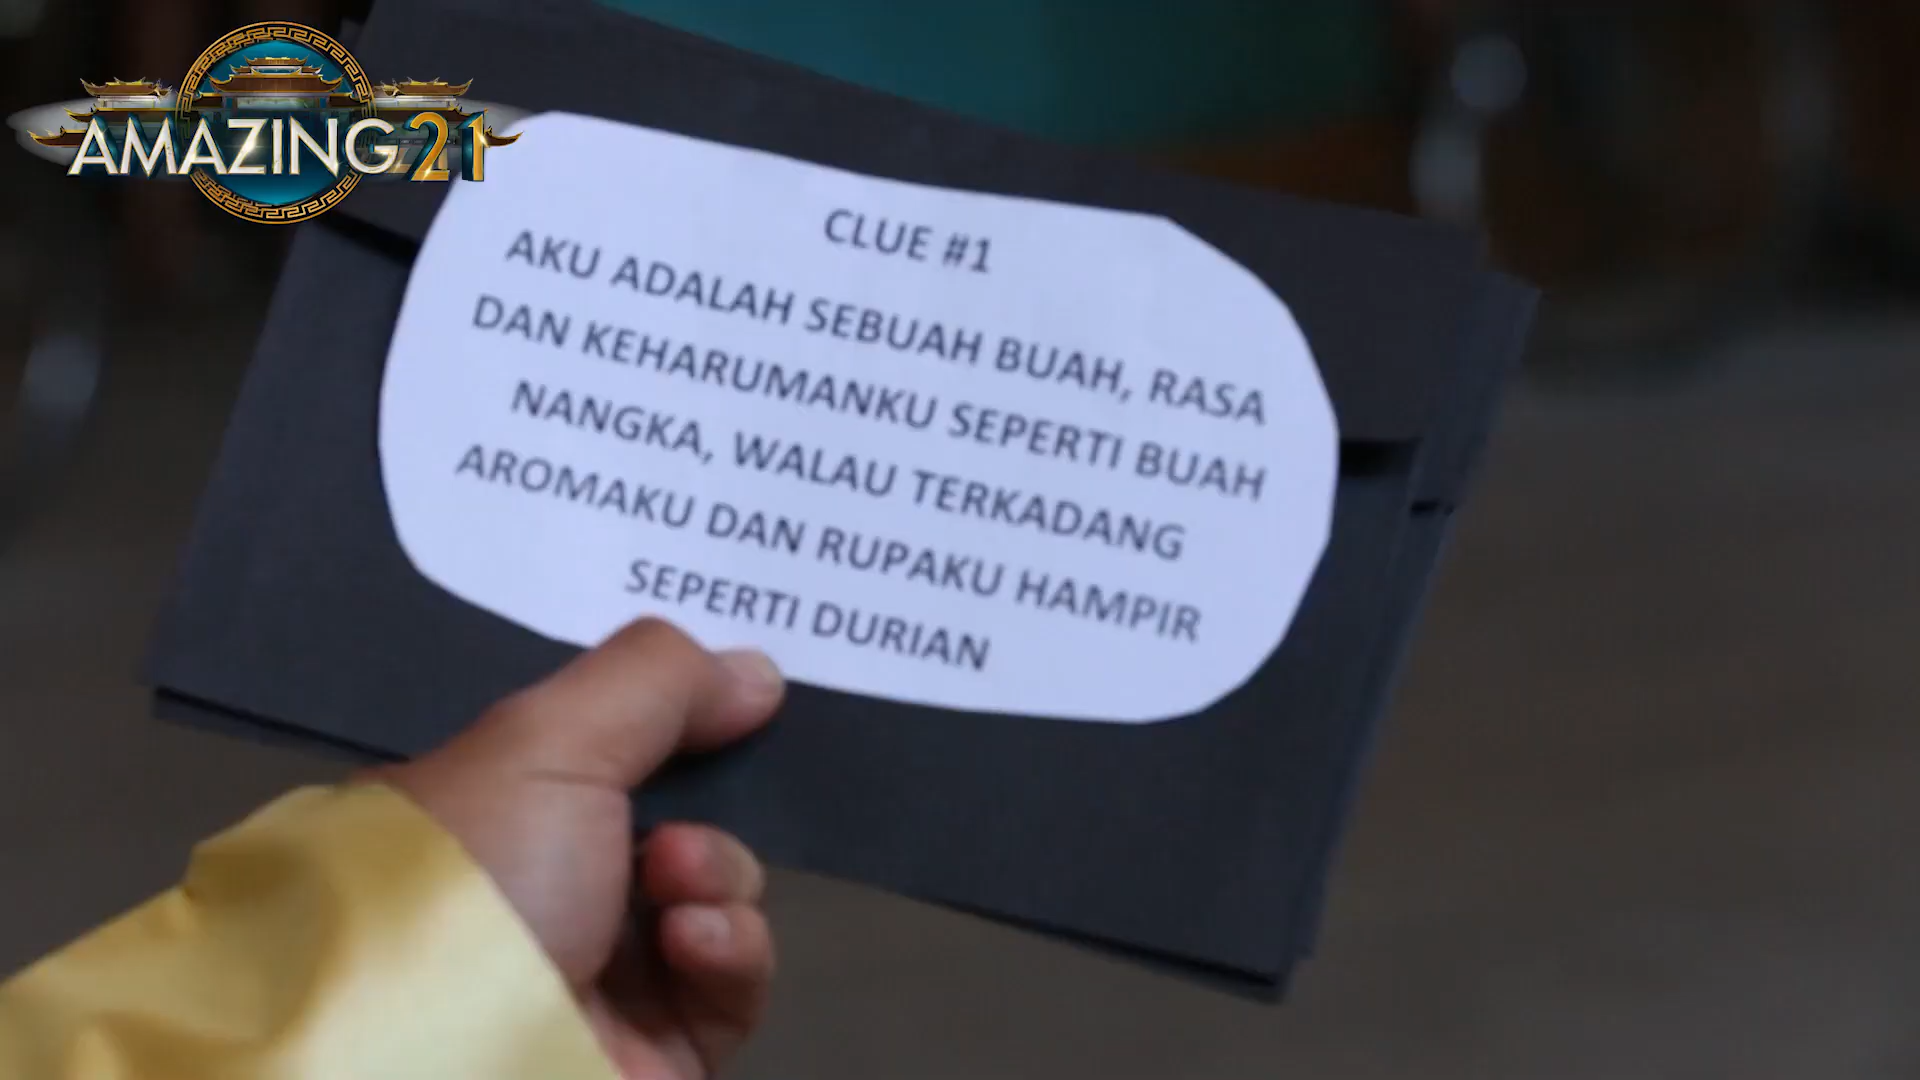 AMAZING21
CLUE #1
AKU ADALAH SEBUAH BUAH, RASA
DAN KEHARUMANKU SEPERTI BUAH
NANGKA, WALAU TERKADANG
AROMAKU DAN RUPAKU HAMPIR
SEPERTI DURIAN